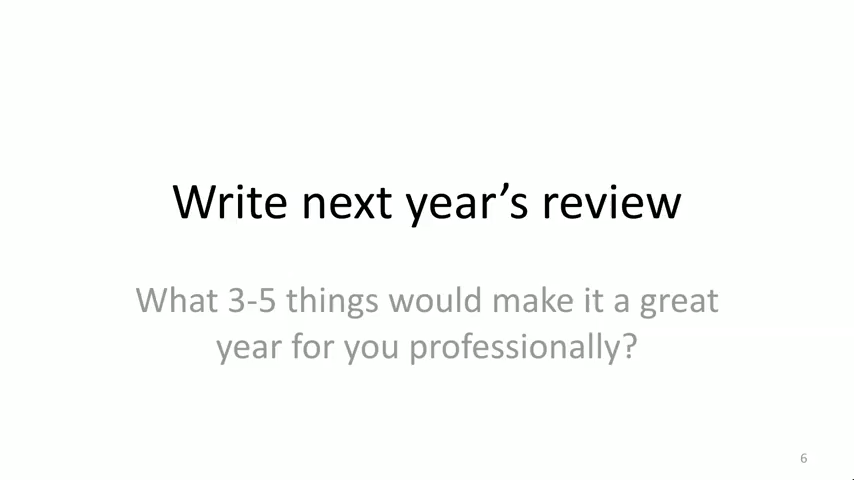 Write next year’s review
What 3-5 things would make it a great
year for you professionally?
6